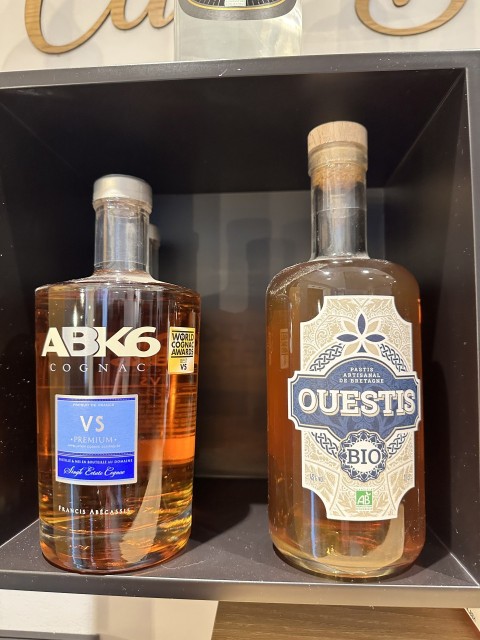 ABK6
COGNAC
WORLD
COGNAC
AWARDS
VS
VS
PREMIUM
Single Estate Cognac
FRANCIS ABÉCASSIS
PASTIS
ARTISANAL
DE BRETAGNE
OUESTIS
BIO
AB